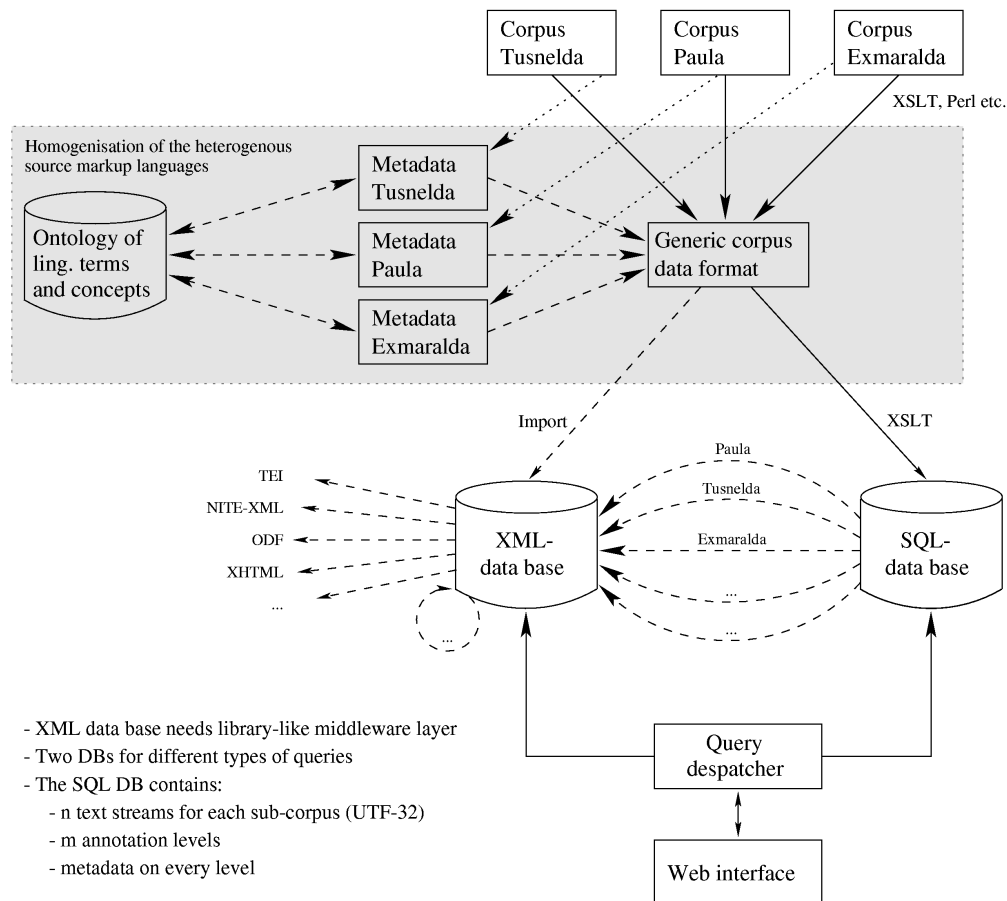 Corpus
Tusnelda
Corpus
Paula
Corpus
Exmaralda
XSLT, Perl etc.
Homogenisation of the heterogenous
source markup languages
Metadata
Tusnelda
Ontology of
ling. terms
and concepts
Metadata
Paula
Generic corpus
data format
Metadata
Exmaralda
Import
XSLT
TEI
NITE-XML
ODF
XHTML
...
XML-
data base
...
Paula
Tusnelda
Exmaralda
...
...
SQL-
data base
- XML data base needs library-like middleware layer
- Two DBs for different types of queries
- The SQL DB contains:
- n text streams for each sub-corpus (UTF-32)
- m annotation levels
- metadata on every level
Query
despatcher
Web interface